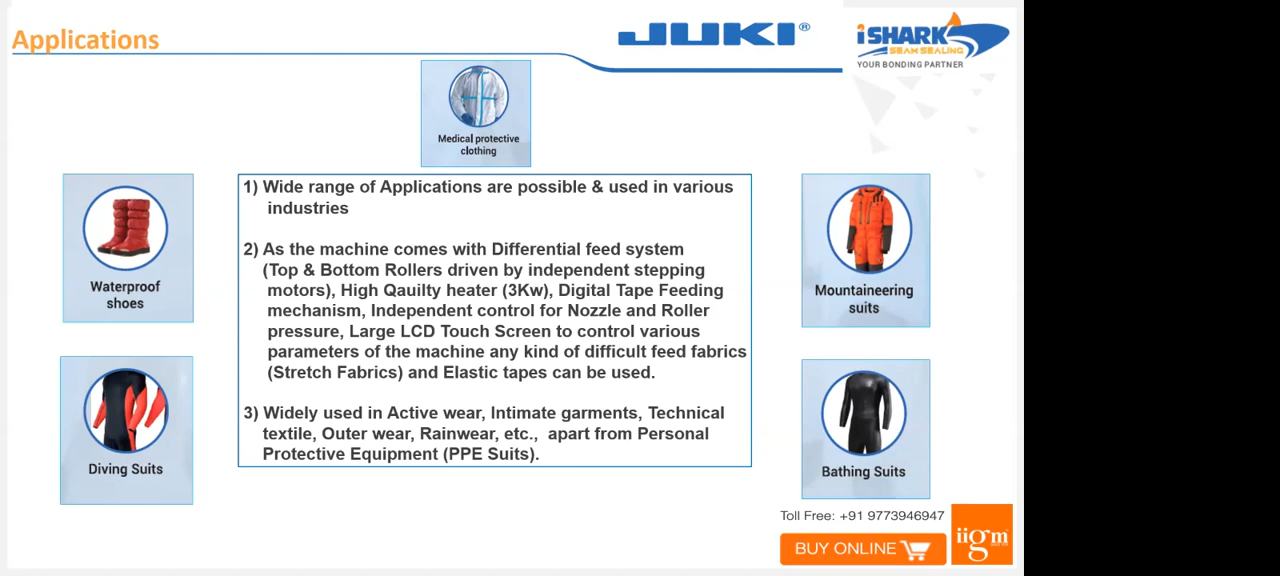 Applications
JUKI®
iSHARK
SEAM SEALING
YOUR BONDING PARTNER
Medical protective
clothing
Waterproof
shoes
Diving Suits
1) Wide range of Applications are possible & used in various
industries
2) As the machine comes with Differential feed system
(Top & Bottom Rollers driven by independent stepping
motors), High Qauilty heater (3Kw), Digital Tape Feeding
mechanism, Independent control for Nozzle and Roller
pressure, Large LCD Touch Screen to control various
parameters of the machine any kind of difficult feed fabrics
(Stretch Fabrics) and Elastic tapes can be used.
3) Widely used in Active wear, Intimate garments, Technical
textile, Outer wear, Rainwear, etc., apart from Personal
Protective Equipment (PPE Suits).
Mountaineering
suits
Bathing Suits
Toll Free: +91 9773946947
BUY ONLINE
iigm